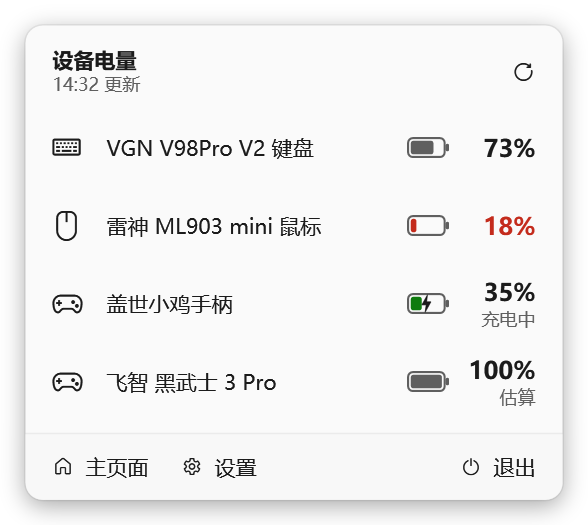 设备电量
14:32 更新
VGN V98Pro V2 键盘
73%
雷神 ML903 mini 鼠标
18%
盖世小鸡手柄
35%
充电中
飞智 黑武士 3 Pro
100%
估算
主页面 设置 退出